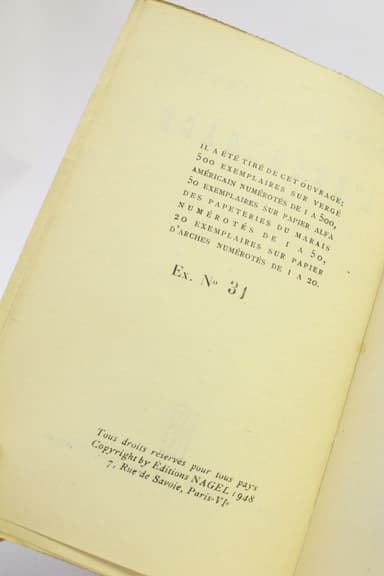 IL A ÉTÉ TIRÉ DE CET OUVRAGE:
500 EXEMPLAIRES SUR VERGÉ
AMÉRICAIN NUMÉROTÉS DE 1 A 500,
50 EXEMPLAIRES SUR PAPIER ALFA
DES PAPETERIES DU MARAIS
NUMÉROTÉS DE 1 A 50,
20 EXEMPLAIRES SUR PAPIER
D'ARCHES NUMÉROTÉS DE 1 A 20.
Ex. No 31
Tous droits réservés pour tous pays
Copyright by Éditions NAGEL 1948
7, Rue de Savoie, Paris-VIe